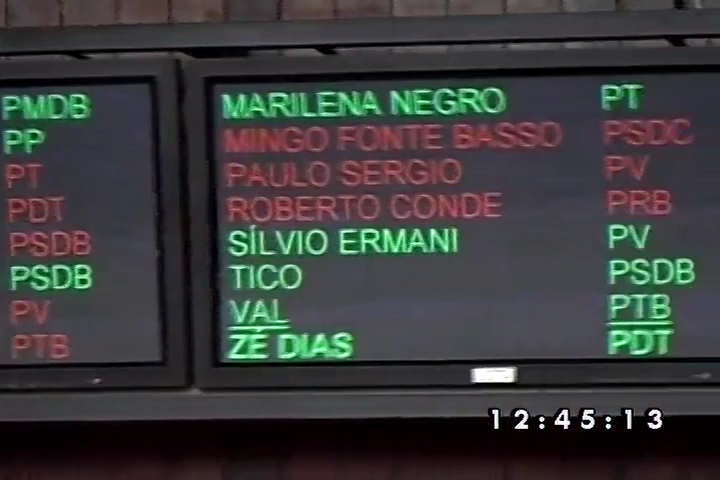 PMDB
PP
PT
PDT
PSDB
PSDB
PV
PTB
MARILENA NEGRO PT
MINGO FONTE BASSO PSDC
PAULO SERGIO PV
ROBERTO CONDE PRB
SÍLVIO ERMANI PV
TICO PSDB
VAL PTB
ZÉ DIAS PDT
12:45:13